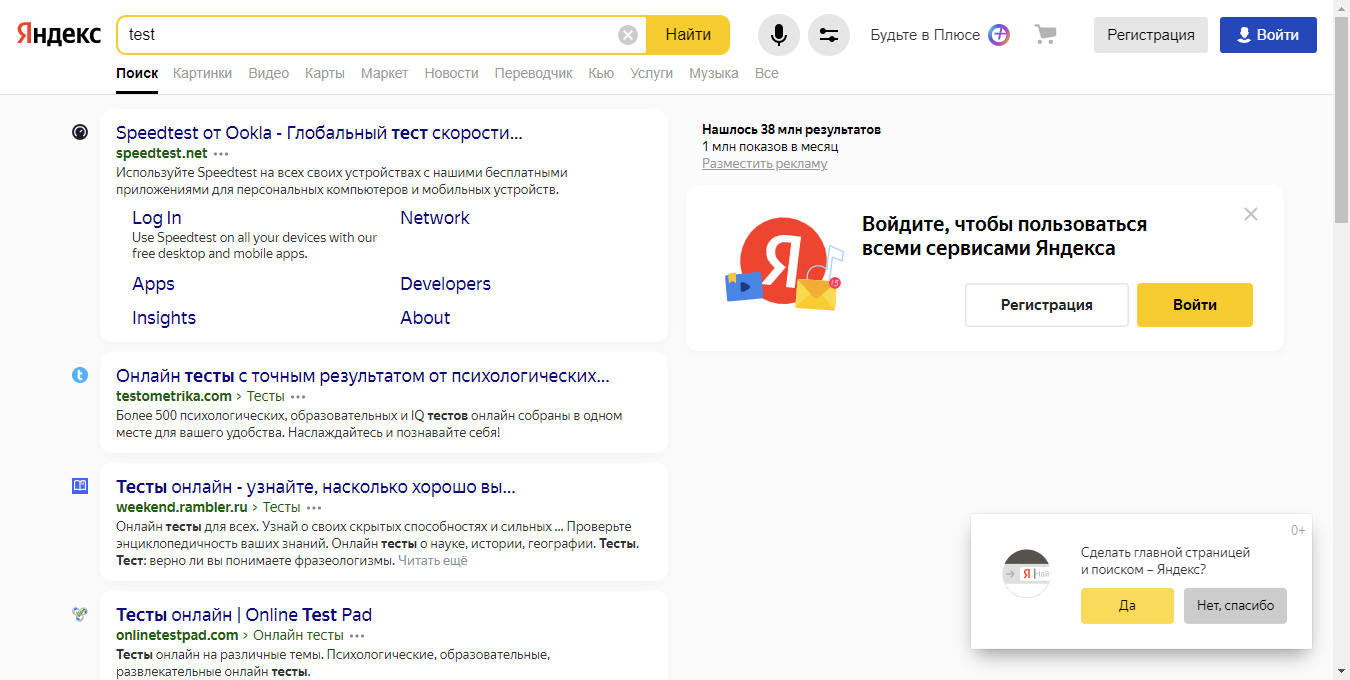 Яндекс
test
Найти
Будьте в Плюсе
Регистрация
Войти
Поиск Картинки Видео Карты Маркет Новости Переводчик Кью Услуги Музыка Все
Speedtest от Ookla - Глобальный тест скорости...
speedtest.net
Используйте Speedtest на всех своих устройствах с нашими бесплатными
приложениями для персональных компьютеров и мобильных устройств.
Log In
Use Speedtest on all your devices with our
free desktop and mobile apps.
Network
Apps
Developers
Insights
About
Онлайн тесты с точным результатом от психологических...
testometrika.com › Тесты
Более 500 психологических, образовательных и IQ тестов онлайн собраны в одном
месте для вашего удобства. Наслаждайтесь и познавайте себя!
Тесты онлайн - узнайте, насколько хорошо вы...
weekend.rambler.ru › Тесты
Онлайн тесты для всех. Узнай о своих скрытых способностях и сильных ... Проверьте
энциклопедичность ваших знаний. Онлайн тесты о науке, истории, географии. Тесты.
Тест: верно ли вы понимаете фразеологизмы. Читать ещё
Тесты онлайн | Online Test Pad
onlinetestpad.com › Онлайн тесты
Тесты онлайн на различные темы. Психологические, образовательные,
развлекательные онлайн тесты.
Нашлось 38 млн результатов
1 млн показов в месяц
Разместить рекламу
Я
15
Войдите, чтобы пользоваться
всеми сервисами Яндекса
Регистрация
Войти
0+
Я Най
Сделать главной страницей
и поиском – Яндекс?
Да
Нет, спасибо